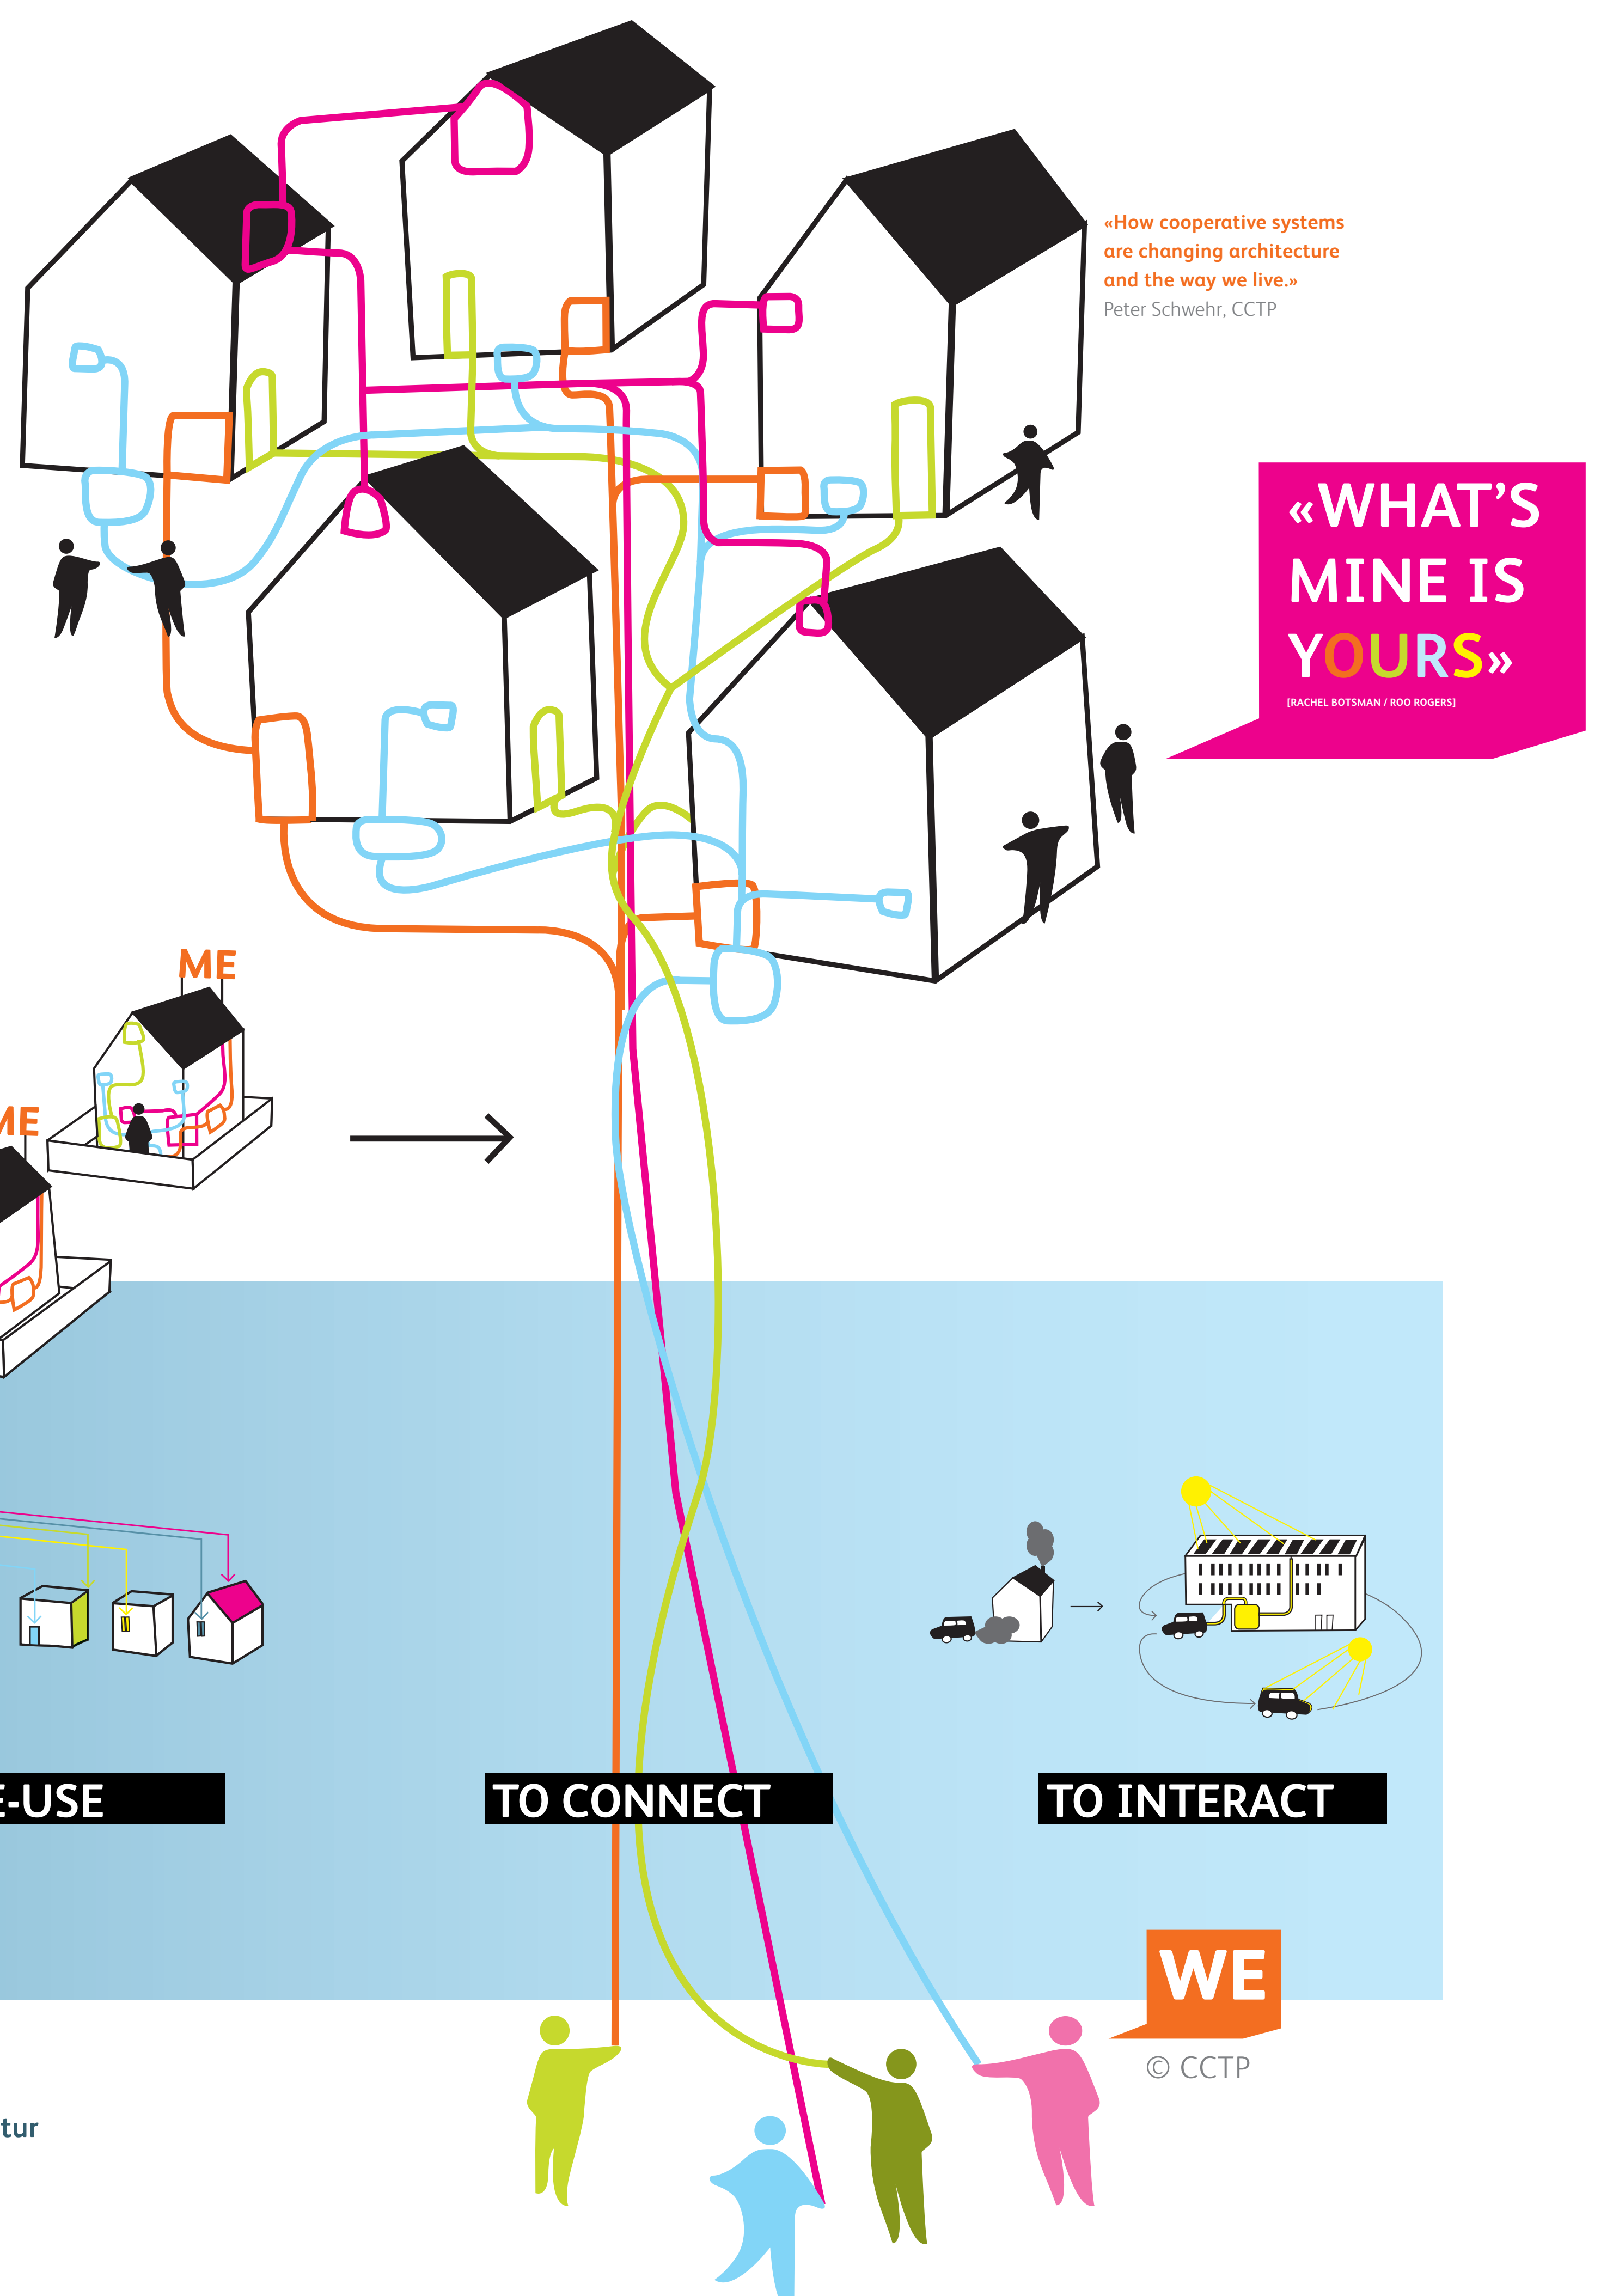 «How cooperative systems
are changing architecture
and the way we live.»
Peter Schwehr, CCTP
«WHAT’S
MINE IS
YOURS»
[RACHEL BOTSMAN / ROO ROGERS]
ME
ME
E-USE
TO CONNECT
TO INTERACT
WE
© CCTP
tur